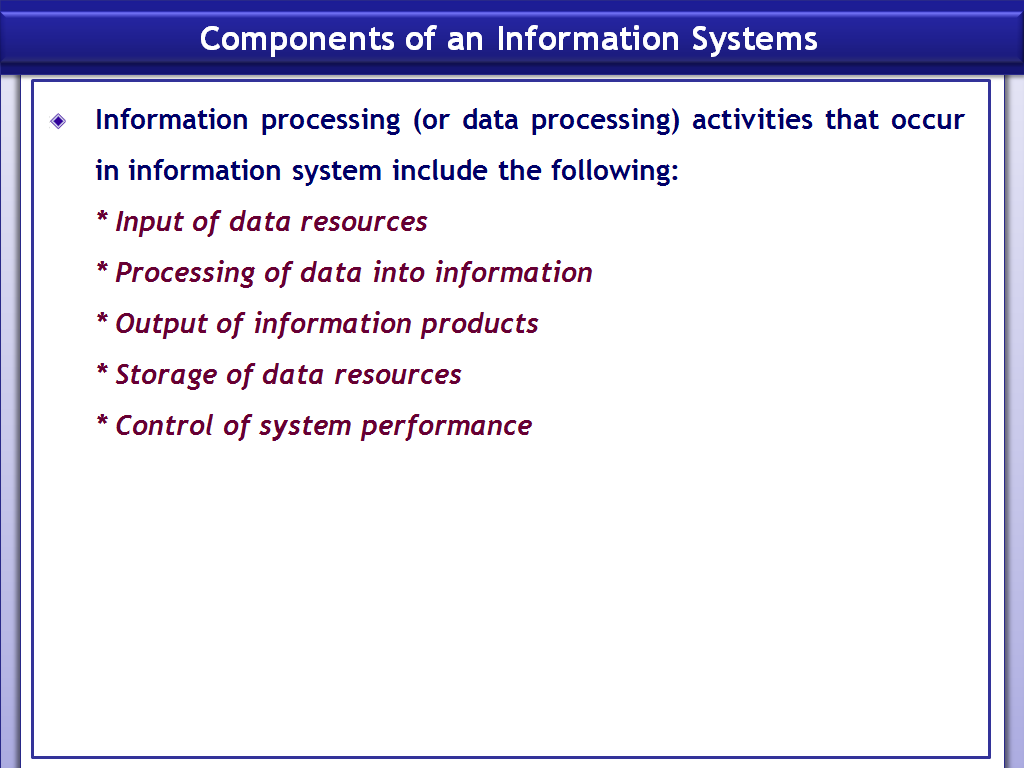 Components of an Information Systems
Information processing (or data processing) activities that occur
in information system include the following:
* Input of data resources
* Processing of data into information
* Output of information products
* Storage of data resources
* Control of system performance